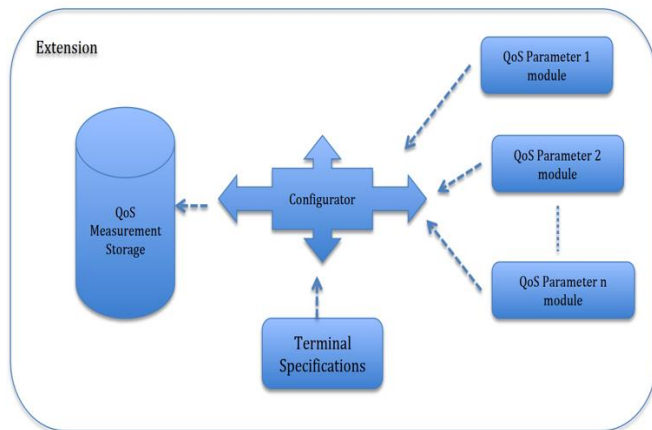 Extension
QoS Parameter 1
module
QoS Parameter 2
module
QoS
Measurement
Storage
Configurator
QoS Parameter n
module
Terminal
Specifications